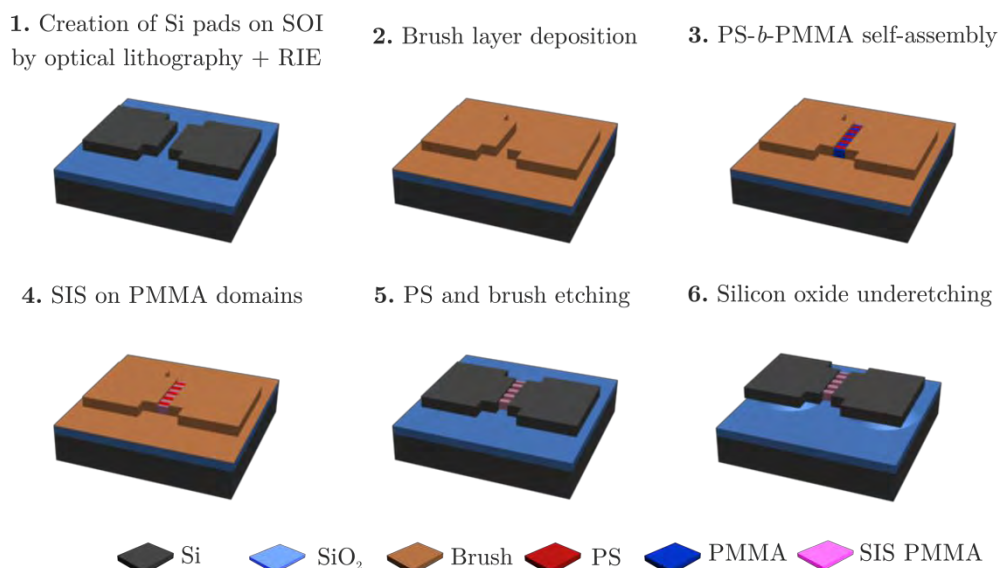 1. Creation of Si pads on SOI
by optical lithography + RIE
2. Brush layer deposition
3. PS-b-PMMA self-assembly
4. SIS on PMMA domains
5. PS and brush etching
6. Silicon oxide underetching
Si
SiO₂
Brush
PS
PMMA
SIS PMMA